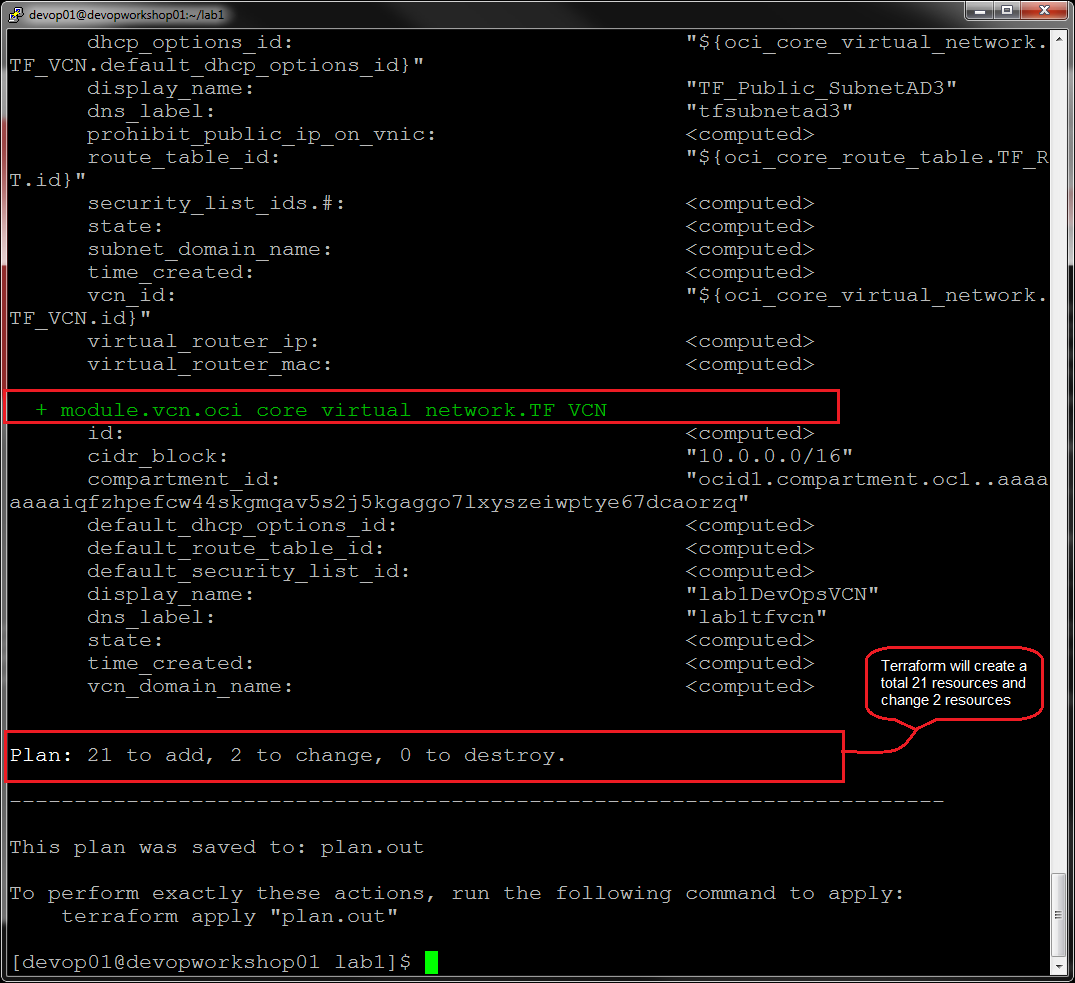 devop01@devopworkshop01:~/lab1
dhcp_options_id: "${oci_core_virtual_network.
TF_VCN.default_dhcp_options_id}"
display_name: "TF_Public_SubnetAD3"
dns_label: "tfsubnetad3"
prohibit_public_ip_on_vnic: <computed>
route_table_id: "${oci_core_route_table.TF_R
T.id}"
security_list_ids.#: <computed>
state: <computed>
subnet_domain_name: <computed>
time_created: <computed>
vcn_id: "${oci_core_virtual_network.
TF_VCN.id}"
virtual_router_ip: <computed>
virtual_router_mac: <computed>
+ module.vcn.oci_core_virtual_network.TF_VCN
id: <computed>
cidr_block: "10.0.0.0/16"
compartment_id: "ocid1.compartment.oc1..aaaa
aaaaiqfzhpefcw44skgmqav5s2j5kgaggo7lxyszeiwptye67dcaorzq"
default_dhcp_options_id: <computed>
default_route_table_id: <computed>
default_security_list_id: <computed>
display_name: "lab1DevOpsVCN"
dns_label: "lab1tfvcn"
state: <computed>
time_created: <computed>
vcn_domain_name: <computed>
Terraform will create a
total 21 resources and
change 2 resources
Plan: 21 to add, 2 to change, 0 to destroy.
------------------------------------------------------------------------
This plan was saved to: plan.out
To perform exactly these actions, run the following command to apply:
terraform apply "plan.out"
[devop01@devopworkshop01 lab1]$